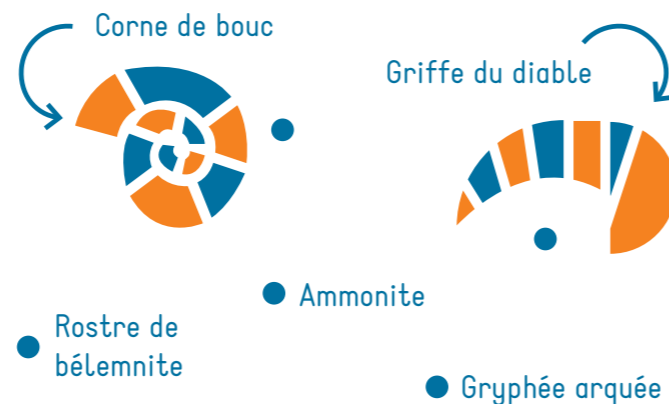 Corne de bouc
Griffe du diable
Ammonite
Rostre de
bélemnite
Gryphée arquée